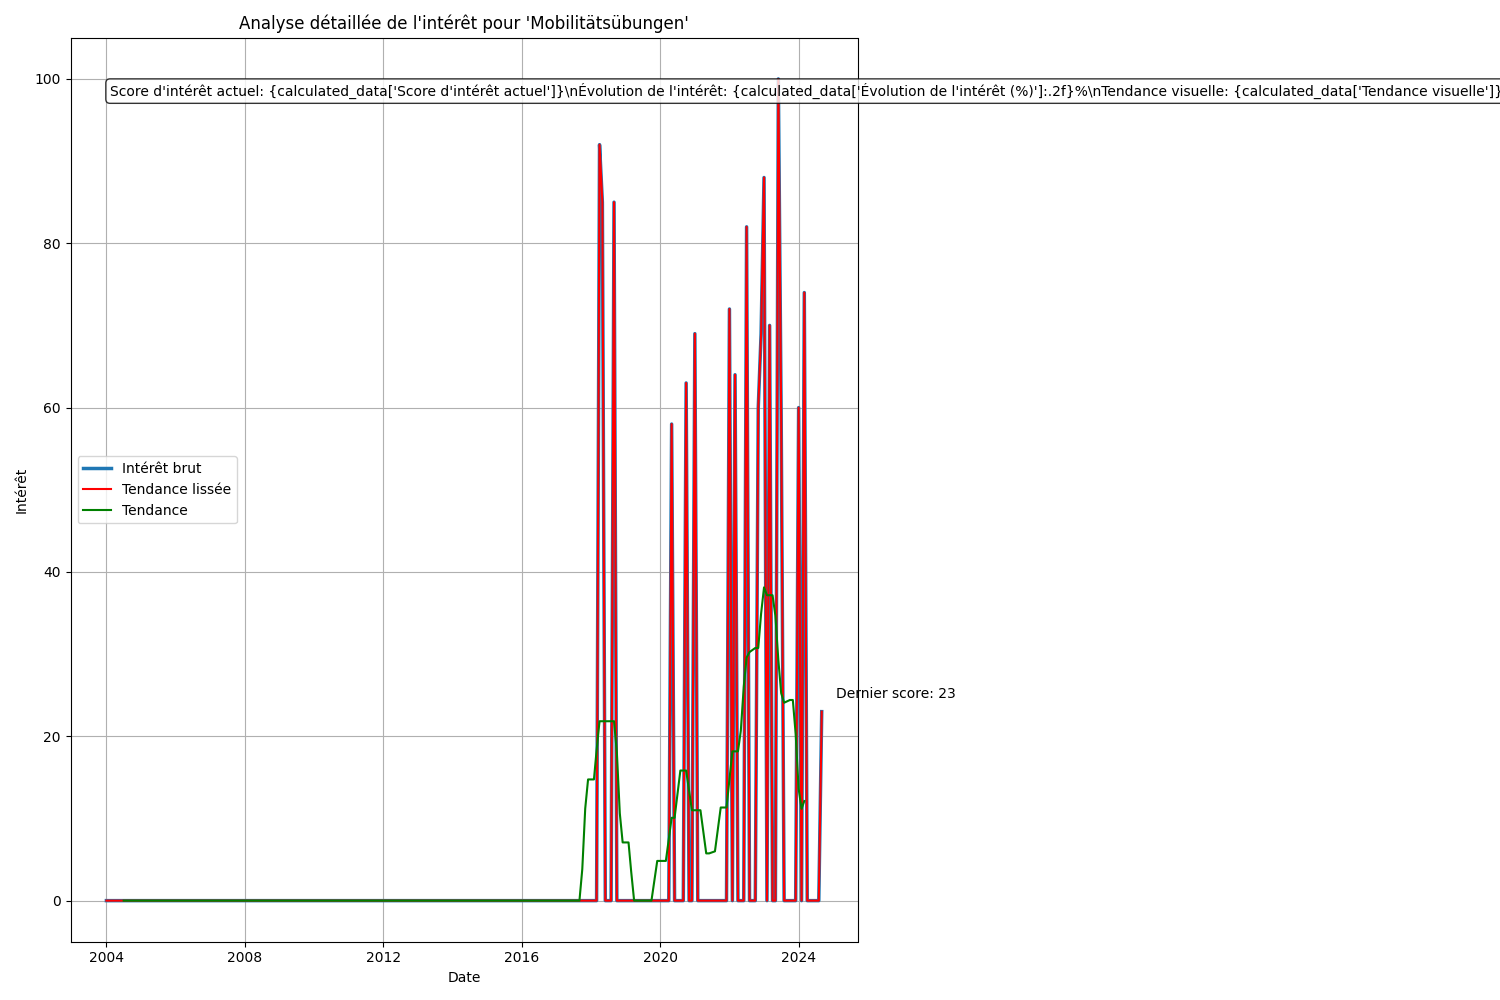 Analyse détaillée de l'intérêt pour 'Mobilitätsübungen'
Score d'intérêt actuel: {calculated_data['Score d'intérêt actuel']}\nÉvolution de l'intérêt: {calculated_data['Évolution de l'intérêt (%)']:.2f}%\nTendance visuelle: {calculated_data['Tendance visuelle']}
100
80
60
40
20
0
Intérêt
Intérêt brut
Tendance lissée
Tendance
Dernier score: 23
2004
2008
2012
2016
2020
2024
Date